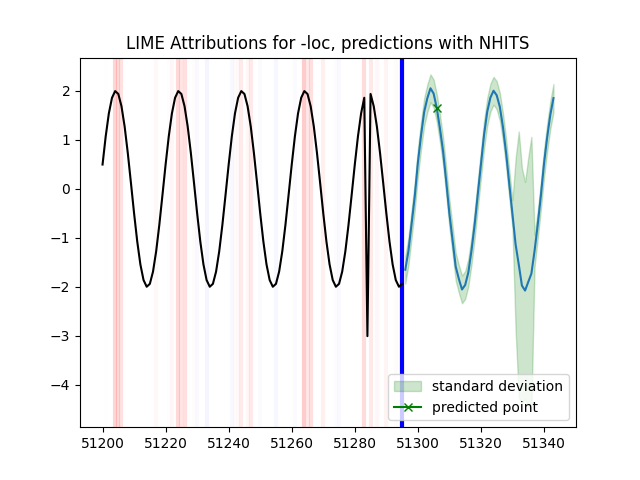 LIME Attributions for -loc, predictions with NHITS
2
1
0
−1
−2
−3
−4
standard deviation
predicted point
51200 51220 51240 51260 51280 51300 51320 51340